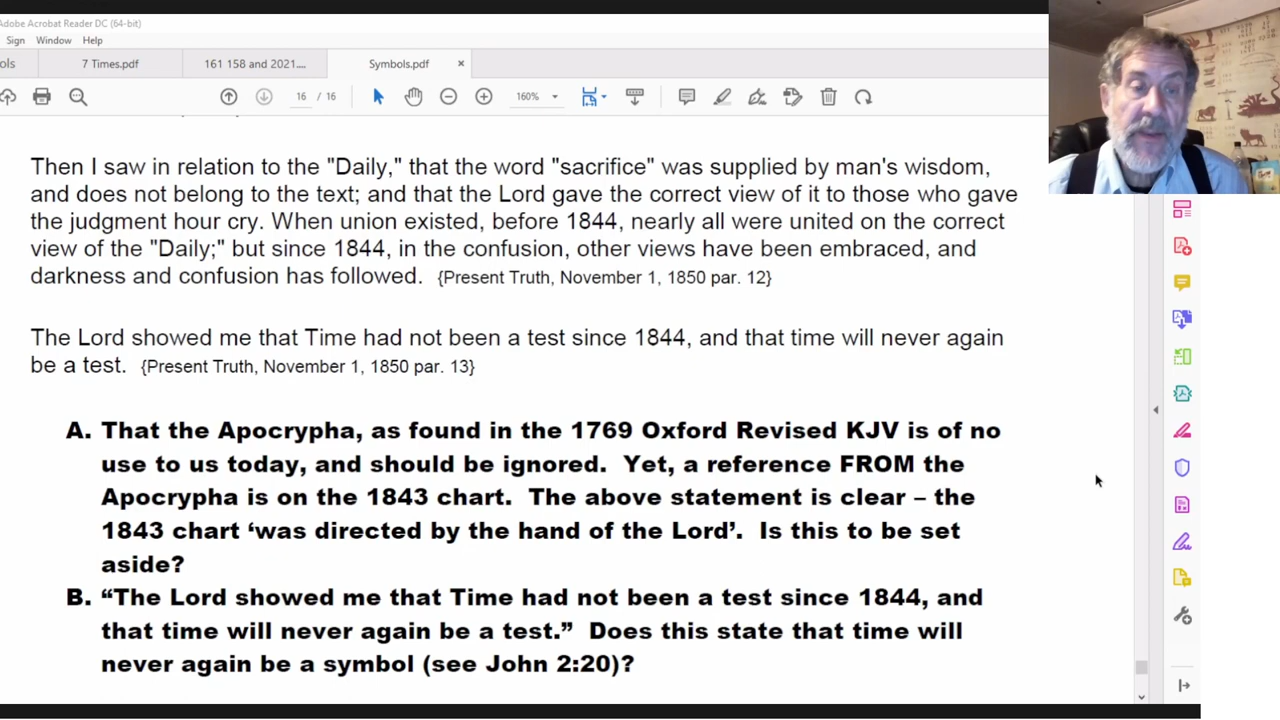 Adobe Acrobat Reader DC (64-bit)
Sign Window Help
ols 7 Times.pdf 161 158 and 2021.... Symbols.pdf ×
16 / 16 160%
Then I saw in relation to the "Daily," that the word "sacrifice" was supplied by man's wisdom,
and does not belong to the text; and that the Lord gave the correct view of it to those who gave
the judgment hour cry. When union existed, before 1844, nearly all were united on the correct
view of the "Daily;" but since 1844, in the confusion, other views have been embraced, and
darkness and confusion has followed. {Present Truth, November 1, 1850 par. 12}
The Lord showed me that Time had not been a test since 1844, and that time will never again
be a test. {Present Truth, November 1, 1850 par. 13}
A. That the Apocrypha, as found in the 1769 Oxford Revised KJV is of no
use to us today, and should be ignored. Yet, a reference FROM the
Apocrypha is on the 1843 chart. The above statement is clear – the
1843 chart ‘was directed by the hand of the Lord’. Is this to be set
aside?
B. “The Lord showed me that Time had not been a test since 1844, and
that time will never again be a test.” Does this state that time will
never again be a symbol (see John 2:20)?